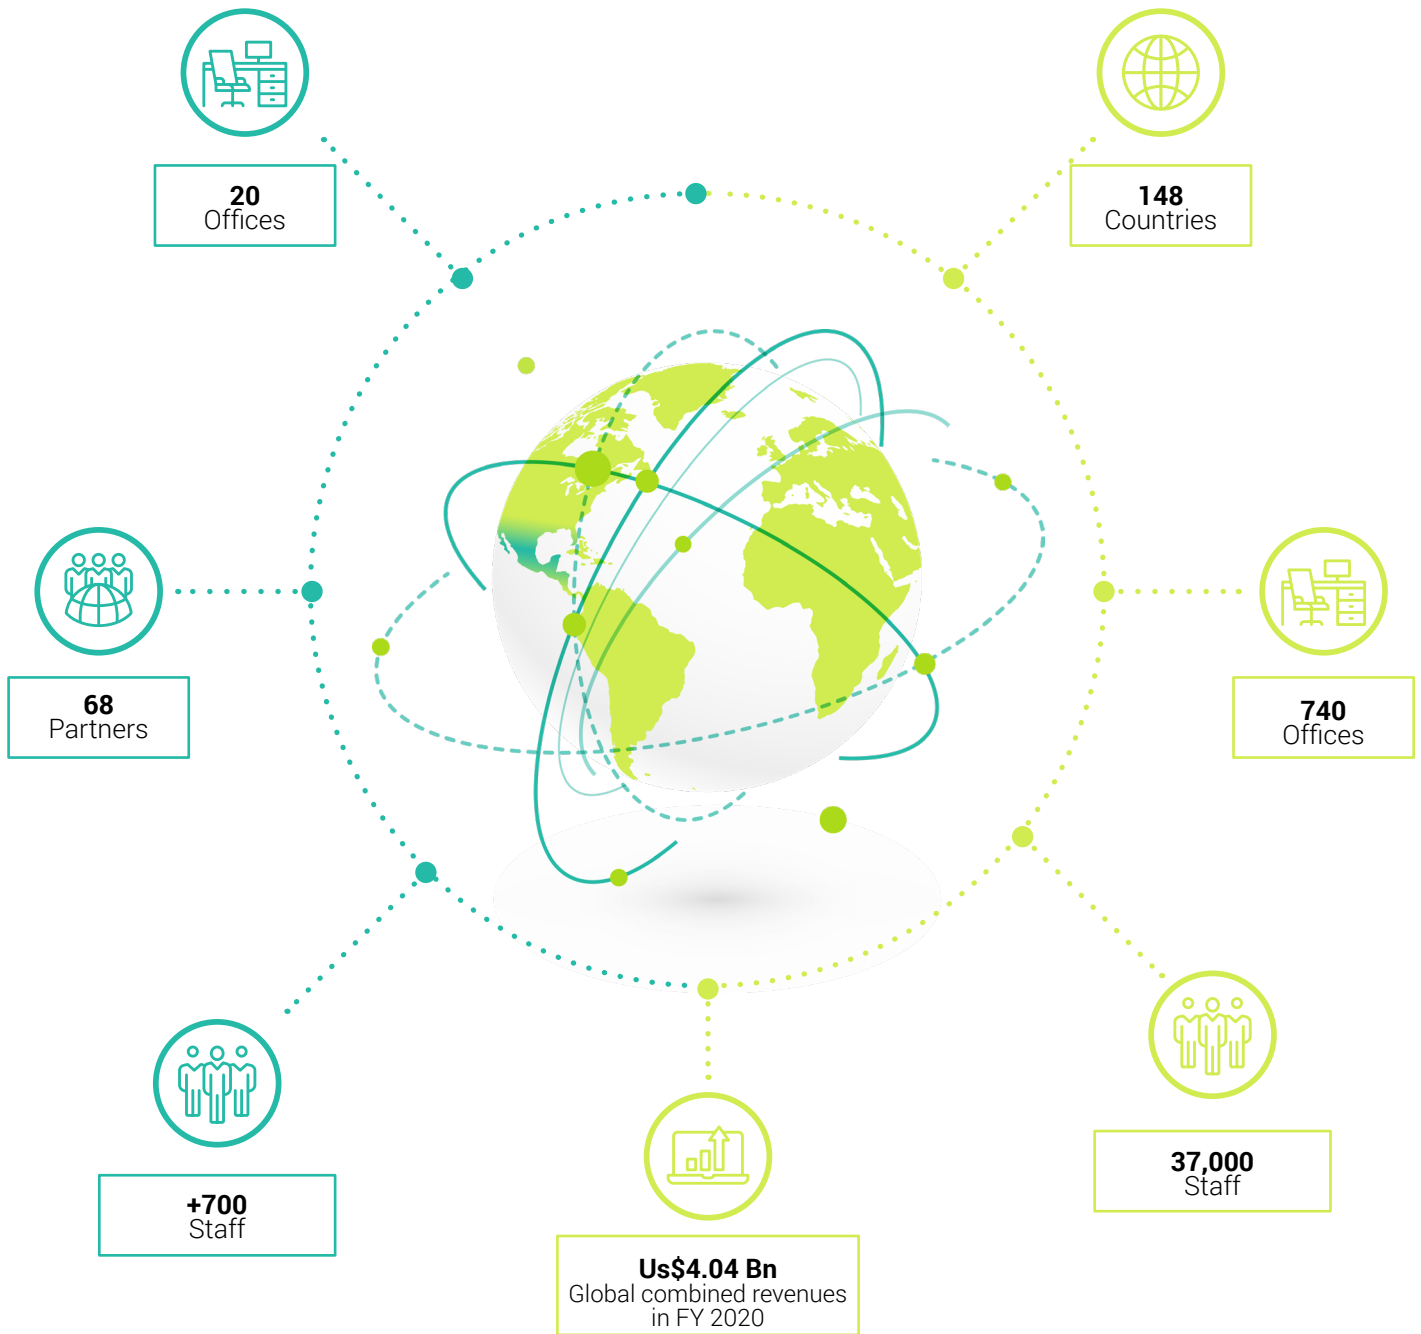 20
Offices
148
Countries
68
Partners
740
Offices
+700
Staff
37,000
Staff
Us$4.04 Bn
Global combined revenues
in FY 2020